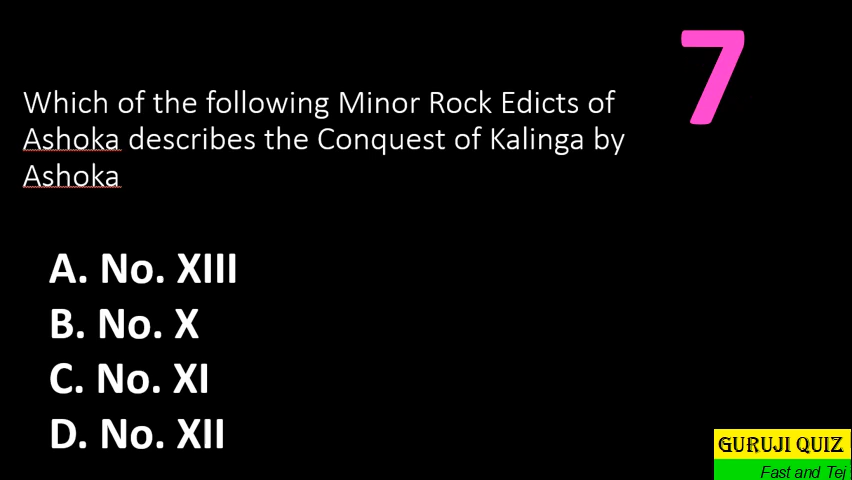 7
Which of the following Minor Rock Edicts of
Ashoka describes the Conquest of Kalinga by
Ashoka
A. No. XIII
B. No. X
C. No. XI
D. No. XII
GURUJI QUIZ
Fast and Tej